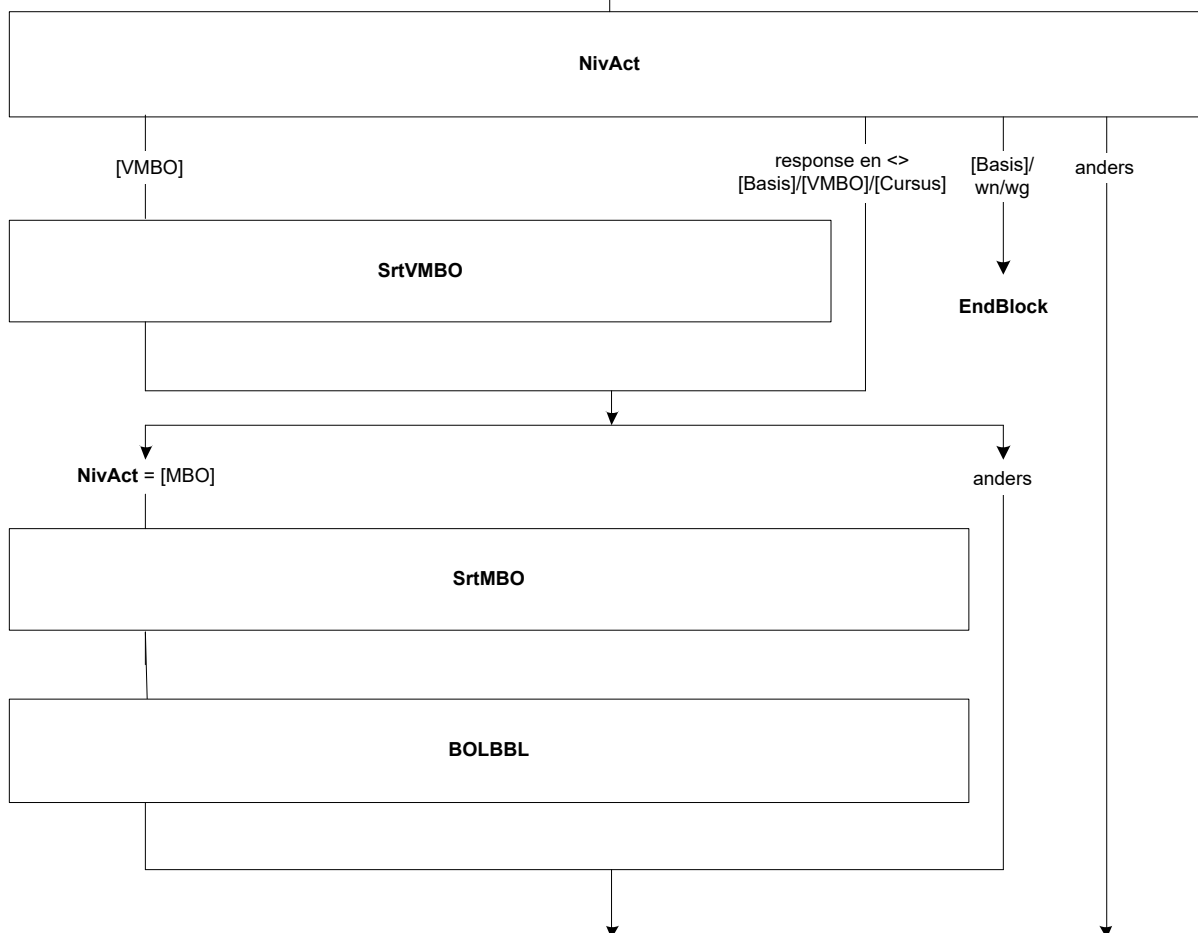 NivAct
[VMBO]
response en <>
[Basis]/[VMBO]/[Cursus]
[Basis]/
wn/wg
anders
SrtVMBO
EndBlock
NivAct = [MBO]
anders
SrtMBO
BOLBBL